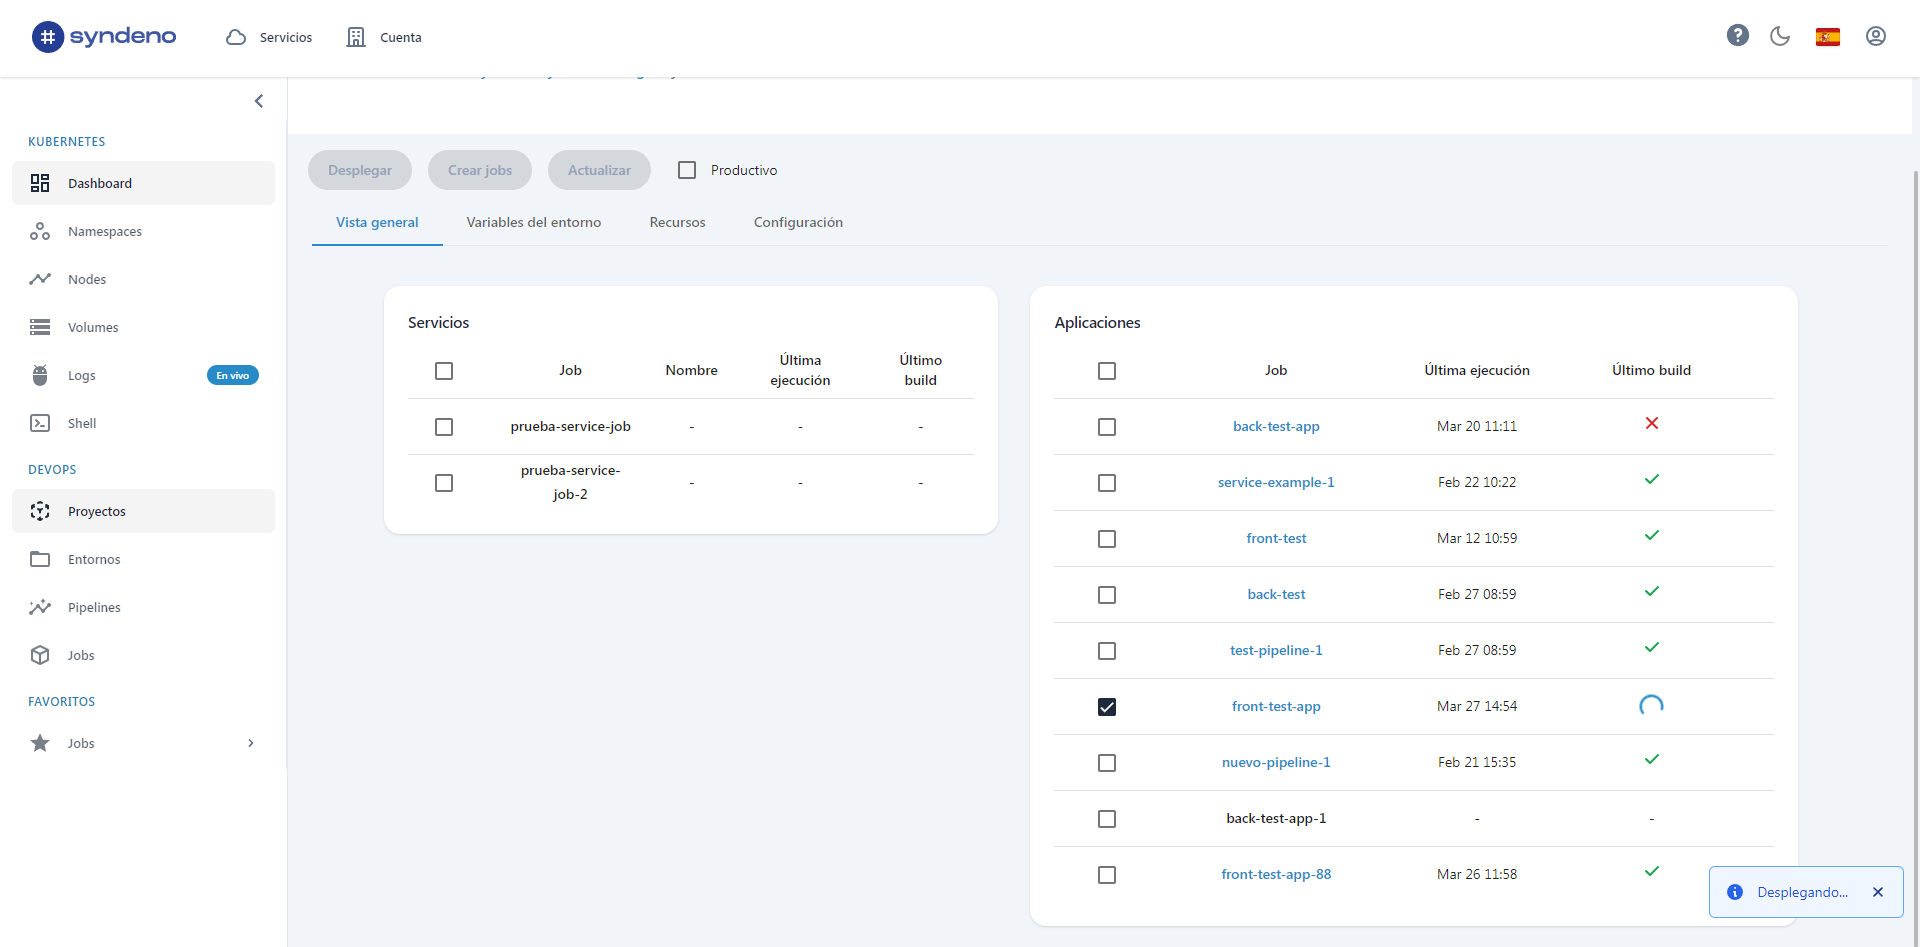 # syndeno
Servicios
Cuenta
KUBERNETES
Dashboard
Namespaces
Nodes
Volumes
Logs
En vivo
Shell
DEVOPS
Proyectos
Entornos
Pipelines
Jobs
FAVORITOS
Jobs
Desplegar
Crear jobs
Actualizar
Productivo
Vista general
Variables del entorno
Recursos
Configuración
Servicios
Job Nombre Última ejecución Último build
prueba-service-job - - -
prueba-service-job-2 - - -
Aplicaciones
Job Última ejecución Último build
back-test-app Mar 20 11:11
service-example-1 Feb 22 10:22
front-test Mar 12 10:59
back-test Feb 27 08:59
test-pipeline-1 Feb 27 08:59
front-test-app Mar 27 14:54
nuevo-pipeline-1 Feb 21 15:35
back-test-app-1 - -
front-test-app-88 Mar 26 11:58
Desplegando...